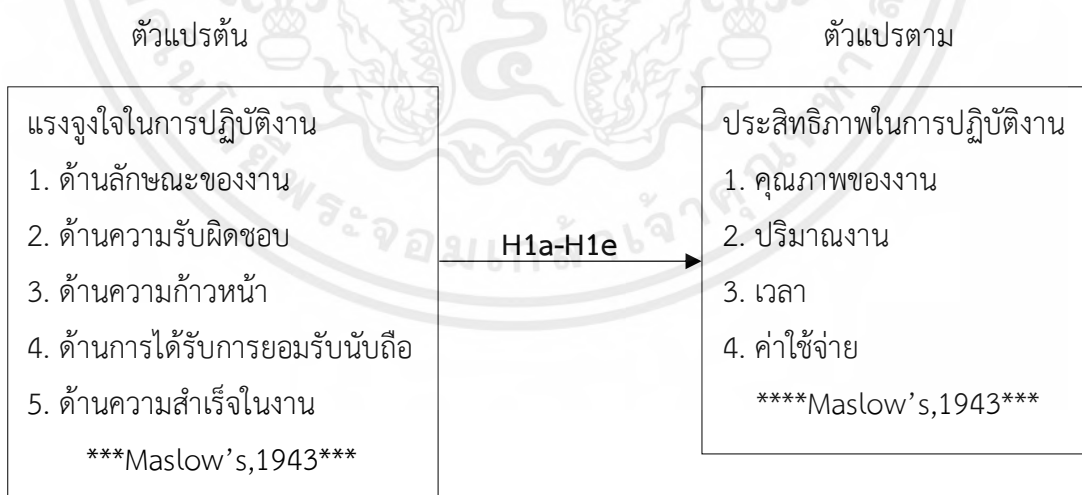 ตัวแปรต้น
ตัวแปรตาม
แรงจูงใจในการปฏิบัติงาน
1. ด้านลักษณะของงาน
2. ด้านความรับผิดชอบ
3. ด้านความก้าวหน้า
4. ด้านการได้รับการยอมรับนับถือ
5. ด้านความสำเร็จในงาน
***Maslow’s,1943***
H1a-H1e
ประสิทธิภาพในการปฏิบัติงาน
1. คุณภาพของงาน
2. ปริมาณงาน
3. เวลา
4. ค่าใช้จ่าย
****Maslow’s,1943***